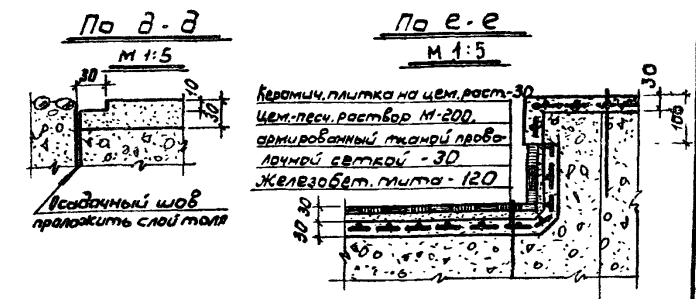 По д-д
М 1:5
30
10
30
Осадочный шов
проложить слой толя
По е-е
М 1:5
Керамич. плитка на цем. раст-30
Цем.-песч. раствор М-200,
армированный тканой прово-
лочной сеткой - 30
Железобет. плита - 120
30
30
30
100